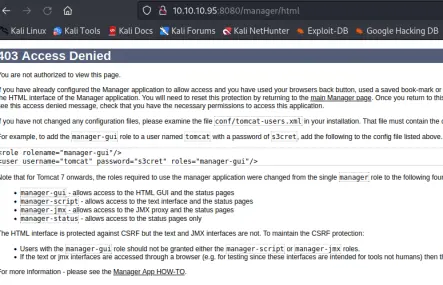 10.10.10.95:8080/manager/html
Kali Linux Kali Tools Kali Docs Kali Forums Kali NetHunter Exploit-DB Google Hacking DB
403 Access Denied
You are not authorized to view this page.
f you have already configured the Manager application to allow access and you have used your browsers back button, used a saved book-mark or
he HTML interface of the Manager application. You will need to reset this protection by returning to the main Manager page. Once you return to this
see this access denied message, check that you have the necessary permissions to access this application.
f you have not changed any configuration files, please examine the file conf/tomcat-users.xml in your installation. That file must contain the c
For example, to add the manager-gui role to a user named tomcat with a password of s3cret, add the following to the config file listed above.
<role rolename="manager-gui"/>
<user username="tomcat" password="s3cret" roles="manager-gui"/>
Note that for Tomcat 7 onwards, the roles required to use the manager application were changed from the single manager role to the following four
manager-gui - allows access to the HTML GUI and the status pages
manager-script - allows access to the text interface and the status pages
manager-jmx - allows access to the JMX proxy and the status pages
manager-status - allows access to the status pages only
The HTML interface is protected against CSRF but the text and JMX interfaces are not. To maintain the CSRF protection:
Users with the manager-gui role should not be granted either the manager-script or manager-jmx roles.
If the text or jmx interfaces are accessed through a browser (e.g. for testing since these interfaces are intended for tools not humans) then th
For more information - please see the Manager App HOW-TO.